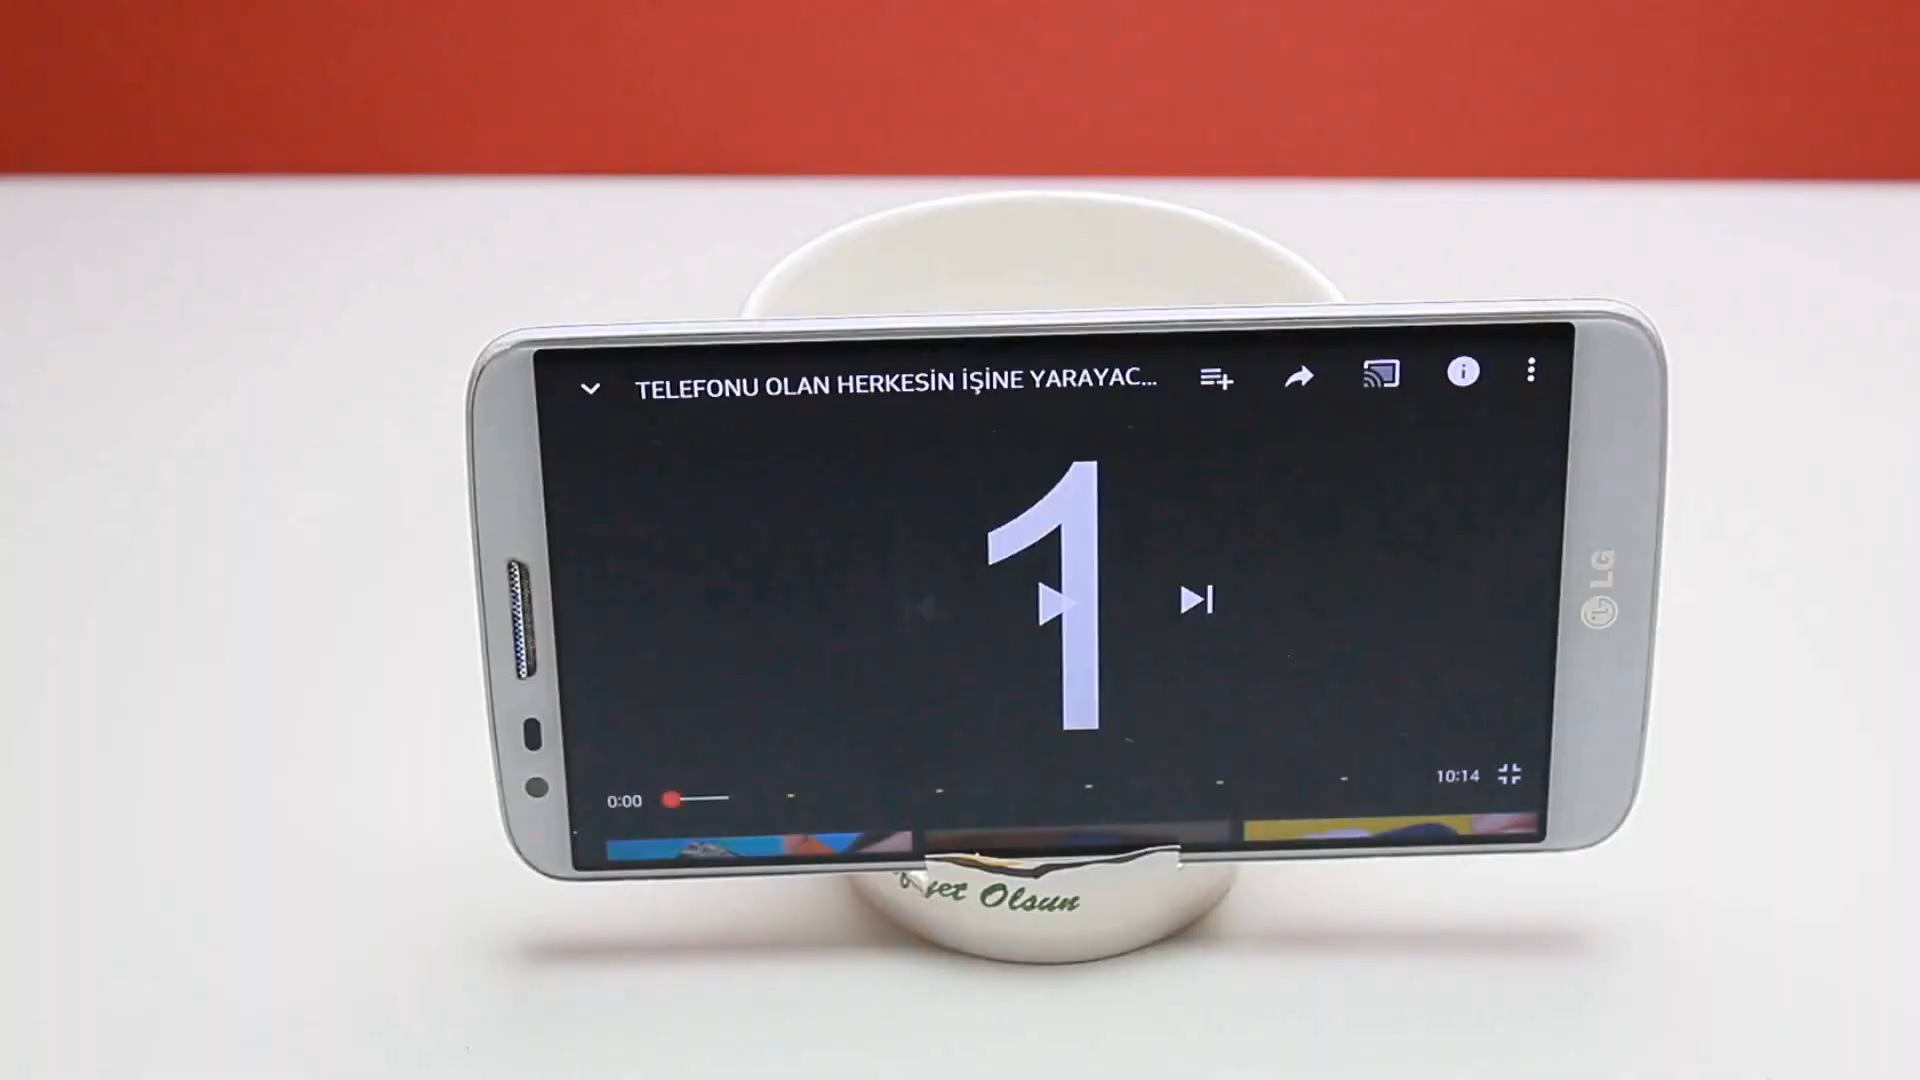 TELEFONU OLAN HERKESİN İŞİNE YARAYAC...
1
0:00
10:14
LG
Olsun